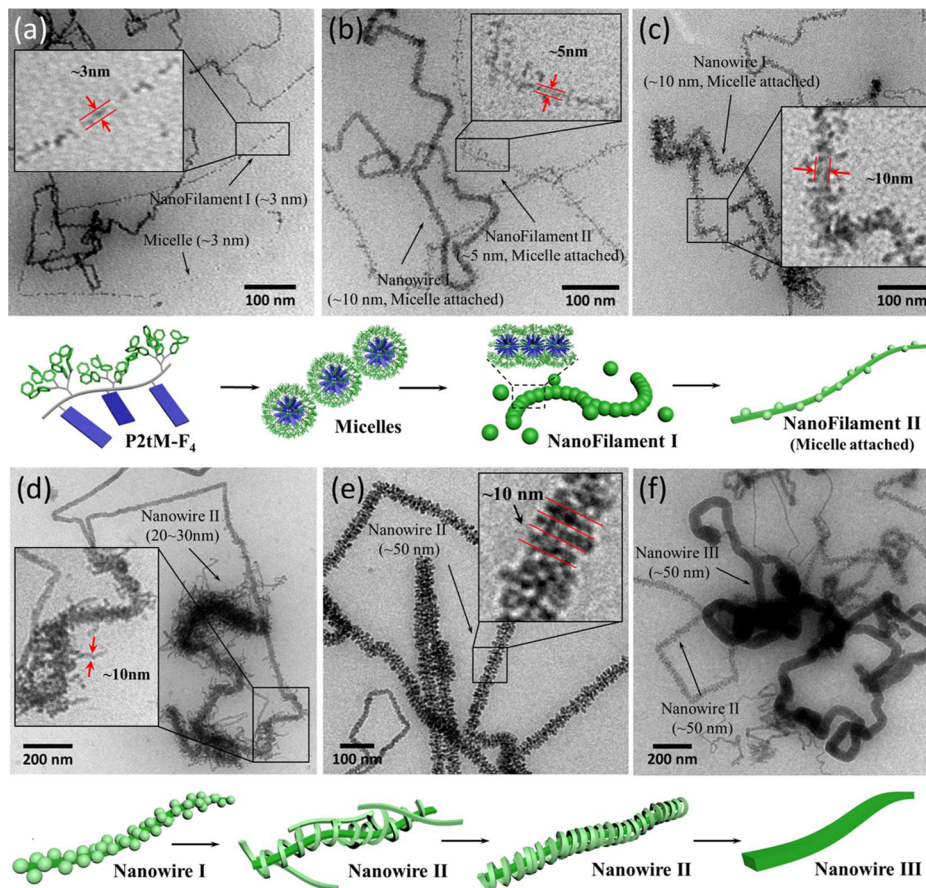 (a)
~3nm
NanoFilament I (~3 nm)
Micelle (~3 nm)
100 nm
(b)
~5nm
NanoFilament II
(~5 nm, Micelle attached)
Nanowire I
(~10 nm, Micelle attached)
100 nm
(c)
Nanowire I
(~10 nm, Micelle attached)
~10nm
100 nm
P2tM-F₄
Micelles
NanoFilament I
NanoFilament II
(Micelle attached)
(d)
Nanowire II
(20~30nm)
~10nm
200 nm
(e)
~10 nm
Nanowire II
(~50 nm)
100 nm
(f)
Nanowire III
(~50 nm)
Nanowire II
(~50 nm)
200 nm
Nanowire I
Nanowire II
Nanowire II
Nanowire III